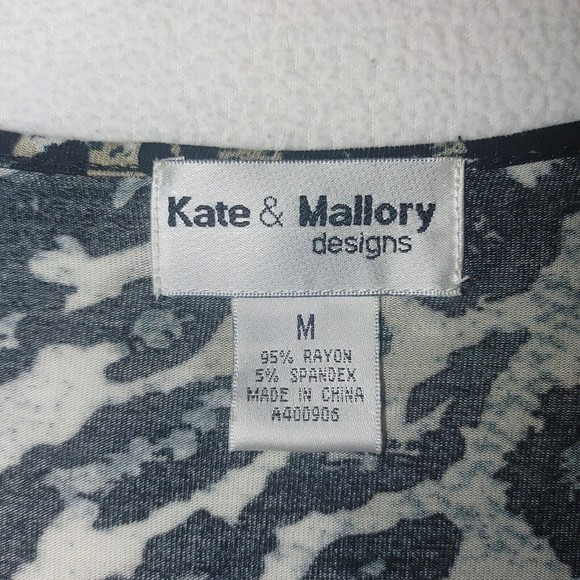 Kate & Mallory
designs
M
95% RAYON
5% SPANDEX
MADE IN CHINA
A400906